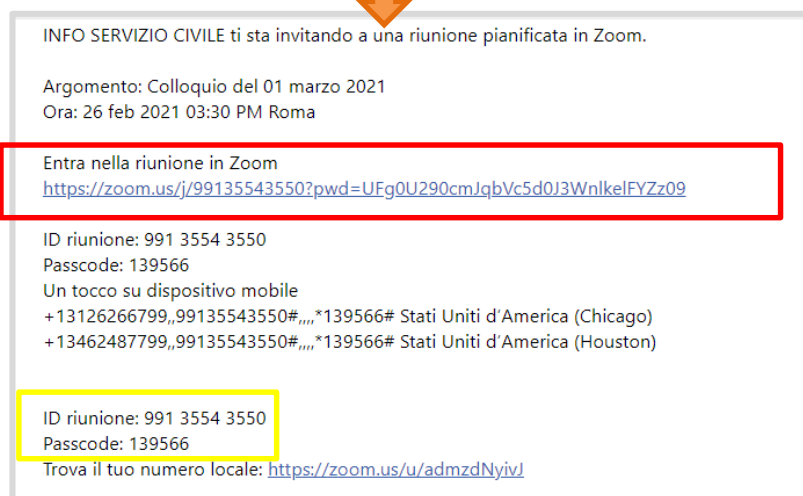 INFO SERVIZIO CIVILE ti sta invitando a una riunione pianificata in Zoom.
Argomento: Colloquio del 01 marzo 2021
Ora: 26 feb 2021 03:30 PM Roma
Entra nella riunione in Zoom
https://zoom.us/j/99135543550?pwd=UFg0U290cmJqbVc5d0J3WnlkelFYZz09
ID riunione: 991 3554 3550
Passcode: 139566
Un tocco su dispositivo mobile
+13126266799,,99135543550#,,,,*139566# Stati Uniti d’America (Chicago)
+13462487799,,99135543550#,,,,*139566# Stati Uniti d’America (Houston)
ID riunione: 991 3554 3550
Passcode: 139566
Trova il tuo numero locale: https://zoom.us/u/admzdNyivJ